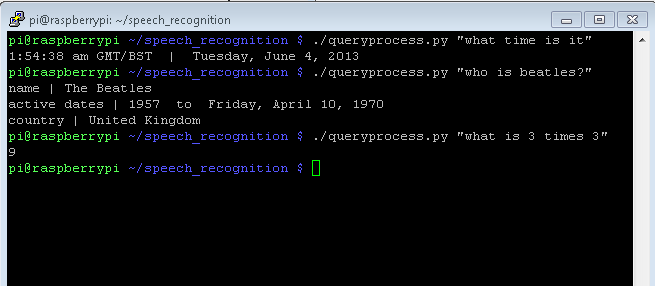 pi@raspberrypi: ~/speech_recognition
pi@raspberrypi ~/speech_recognition $ ./queryprocess.py "what time is it"
1:54:38 am GMT/BST  |  Tuesday, June 4, 2013
pi@raspberrypi ~/speech_recognition $ ./queryprocess.py "who is beatles?"
name | The Beatles
active dates | 1957  to  Friday, April 10, 1970
country | United Kingdom
pi@raspberrypi ~/speech_recognition $ ./queryprocess.py "what is 3 times 3"
9
pi@raspberrypi ~/speech_recognition $